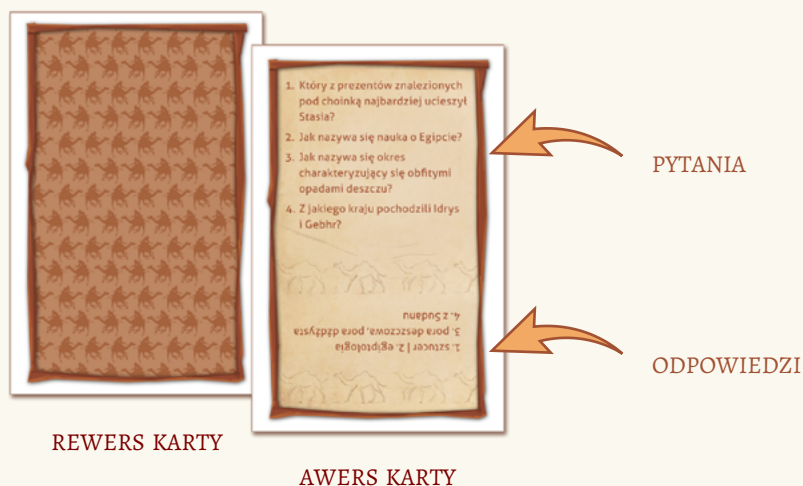 1. Który z prezentów znalezionych
pod choinką najbardziej ucieszył
Stasia?
2. Jak nazywa się nauka o Egipcie?
3. Jak nazywa się okres
charakteryzujący się obfitymi
opadami deszczu?
4. Z jakiego kraju pochodzili Idrys
i Gebhr?
1. sztucer | 2. egiptologia
3. pora deszczowa, pora dżdżysta
4. z Sudanu
PYTANIA
ODPOWIEDZI
REWERS KARTY
AWERS KARTY